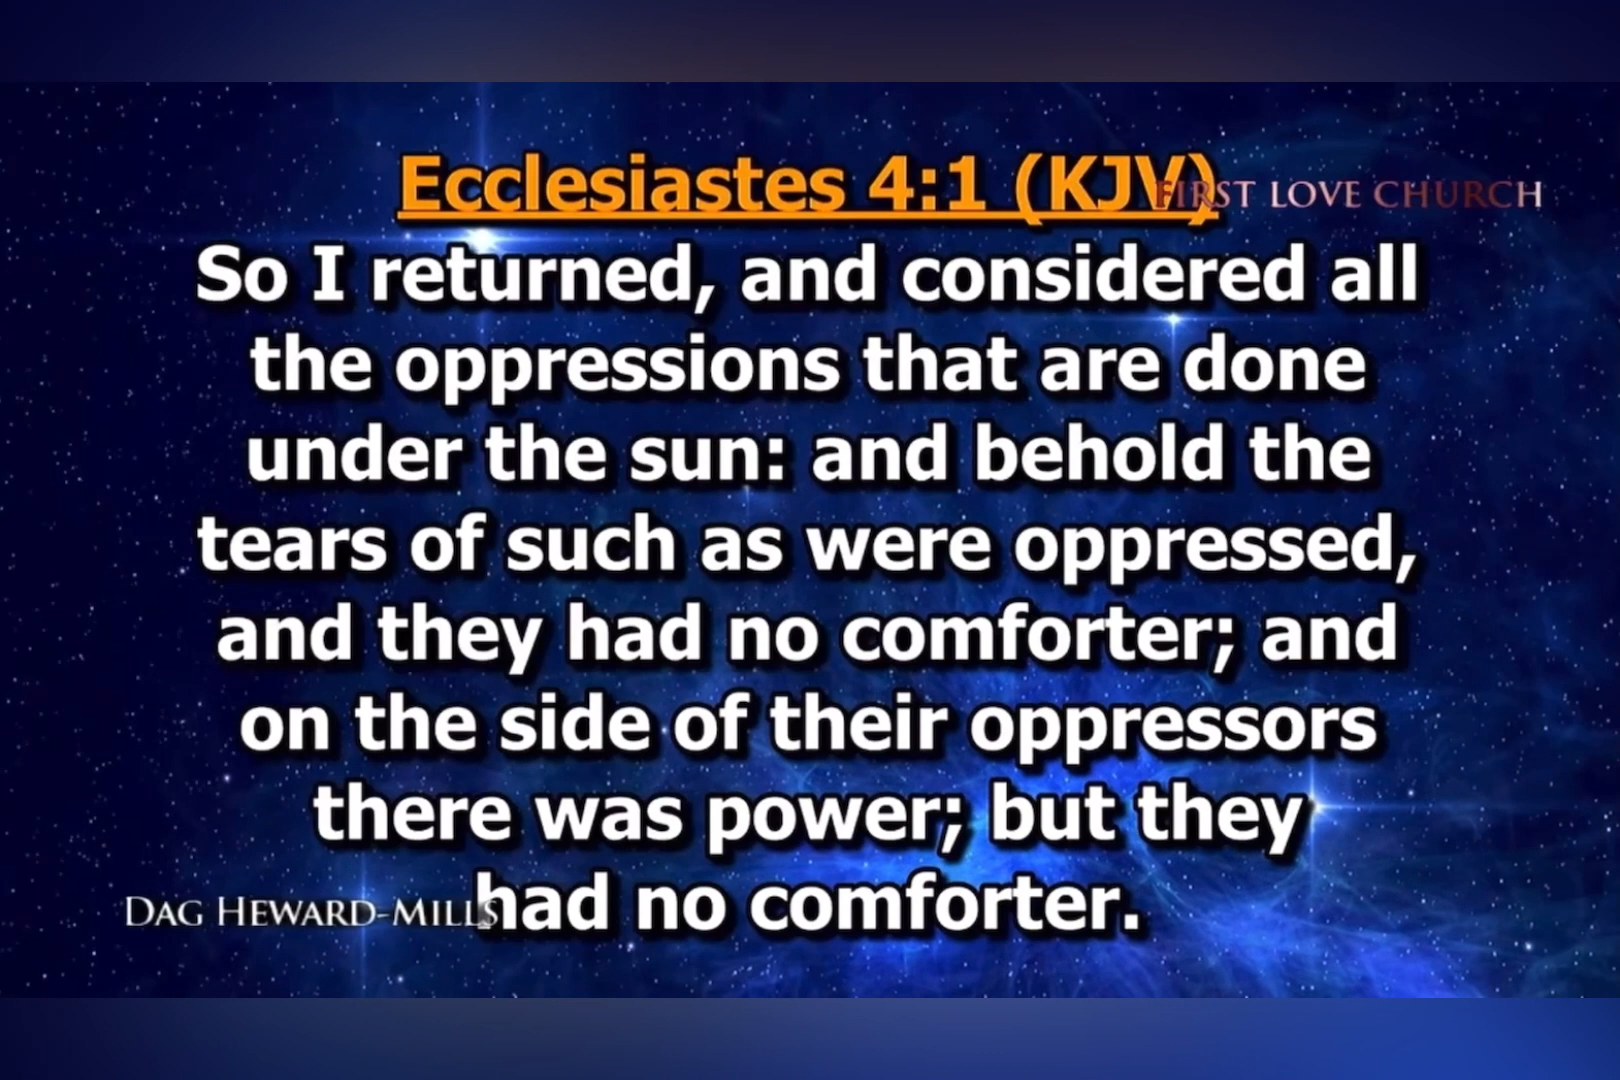 Ecclesiastes 4:1 (KJV)
FIRST LOVE CHURCH
So I returned, and considered all
the oppressions that are done
under the sun: and behold the
tears of such as were oppressed,
and they had no comforter; and
on the side of their oppressors
there was power; but they
had no comforter.
DAG HEWARD-MILLS